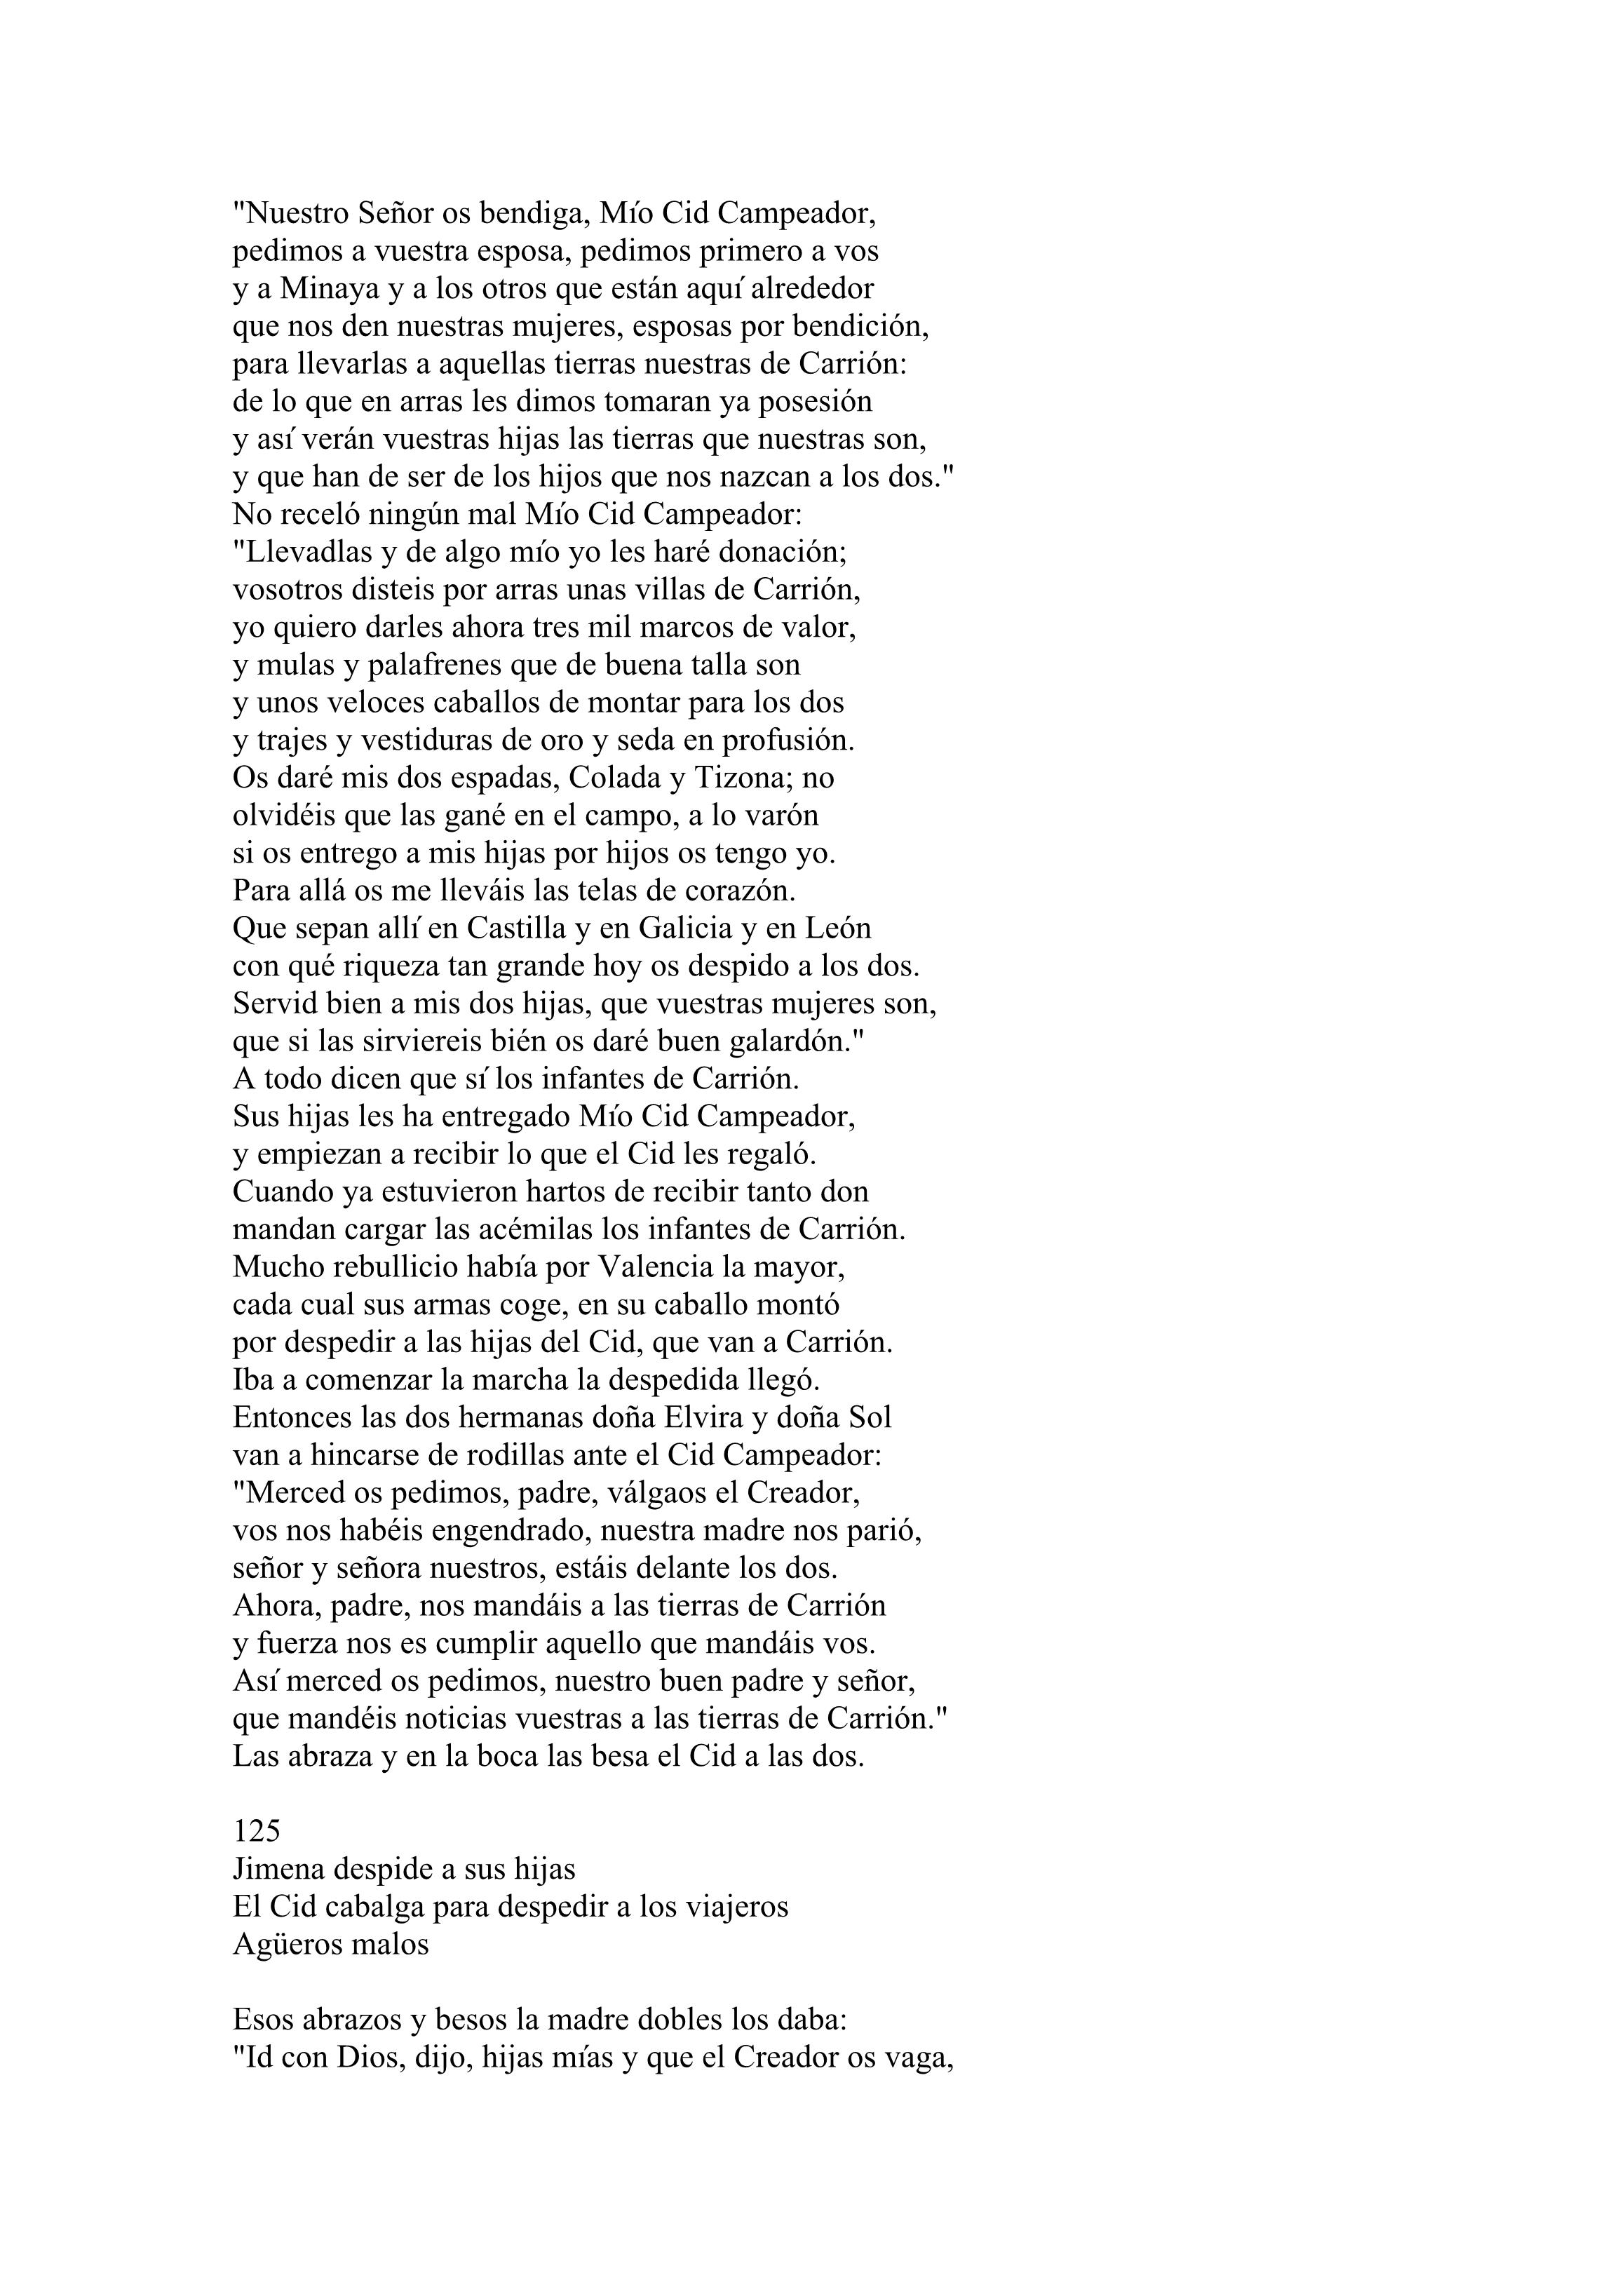 "Nuestro Señor os bendiga, Mío Cid Campeador,
pedimos a vuestra esposa, pedimos primero a vos
y a Minaya y a los otros que están aquí alrededor
que nos den nuestras mujeres, esposas por bendición,
para llevarlas a aquellas tierras nuestras de Carrión:
de lo que en arras les dimos tomaran ya posesión
y así verán vuestras hijas las tierras que nuestras son,
y que han de ser de los hijos que nos nazcan a los dos."
No receló ningún mal Mío Cid Campeador:
"Llevadlas y de algo mío yo les haré donación;
vosotros disteis por arras unas villas de Carrión,
yo quiero darles ahora tres mil marcos de valor,
y mulas y palafrenes que de buena talla son
y unos veloces caballos de montar para los dos
y trajes y vestiduras de oro y seda en profusión.
Os daré mis dos espadas, Colada y Tizona; no
olvidéis que las gané en el campo, a lo varón
si os entrego a mis hijas por hijos os tengo yo.
Para allá os me lleváis las telas de corazón.
Que sepan allí en Castilla y en Galicia y en León
con qué riqueza tan grande hoy os despido a los dos.
Servid bien a mis dos hijas, que vuestras mujeres son,
que si las sirviereis bién os daré buen galardón."
A todo dicen que sí los infantes de Carrión.
Sus hijas les ha entregado Mío Cid Campeador,
y empiezan a recibir lo que el Cid les regaló.
Cuando ya estuvieron hartos de recibir tanto don
mandan cargar las acémilas los infantes de Carrión.
Mucho rebullicio había por Valencia la mayor,
cada cual sus armas coge, en su caballo montó
por despedir a las hijas del Cid, que van a Carrión.
Iba a comenzar la marcha la despedida llegó.
Entonces las dos hermanas doña Elvira y doña Sol
van a hincarse de rodillas ante el Cid Campeador:
"Merced os pedimos, padre, válgaos el Creador,
vos nos habéis engendrado, nuestra madre nos parió,
señor y señora nuestros, estáis delante los dos.
Ahora, padre, nos mandáis a las tierras de Carrión
y fuerza nos es cumplir aquello que mandáis vos.
Así merced os pedimos, nuestro buen padre y señor,
que mandéis noticias vuestras a las tierras de Carrión."
Las abraza y en la boca las besa el Cid a las dos.

125
Jimena despide a sus hijas
El Cid cabalga para despedir a los viajeros
Agüeros malos

Esos abrazos y besos la madre dobles los daba:
"Id con Dios, dijo, hijas mías y que el Creador os vaga,